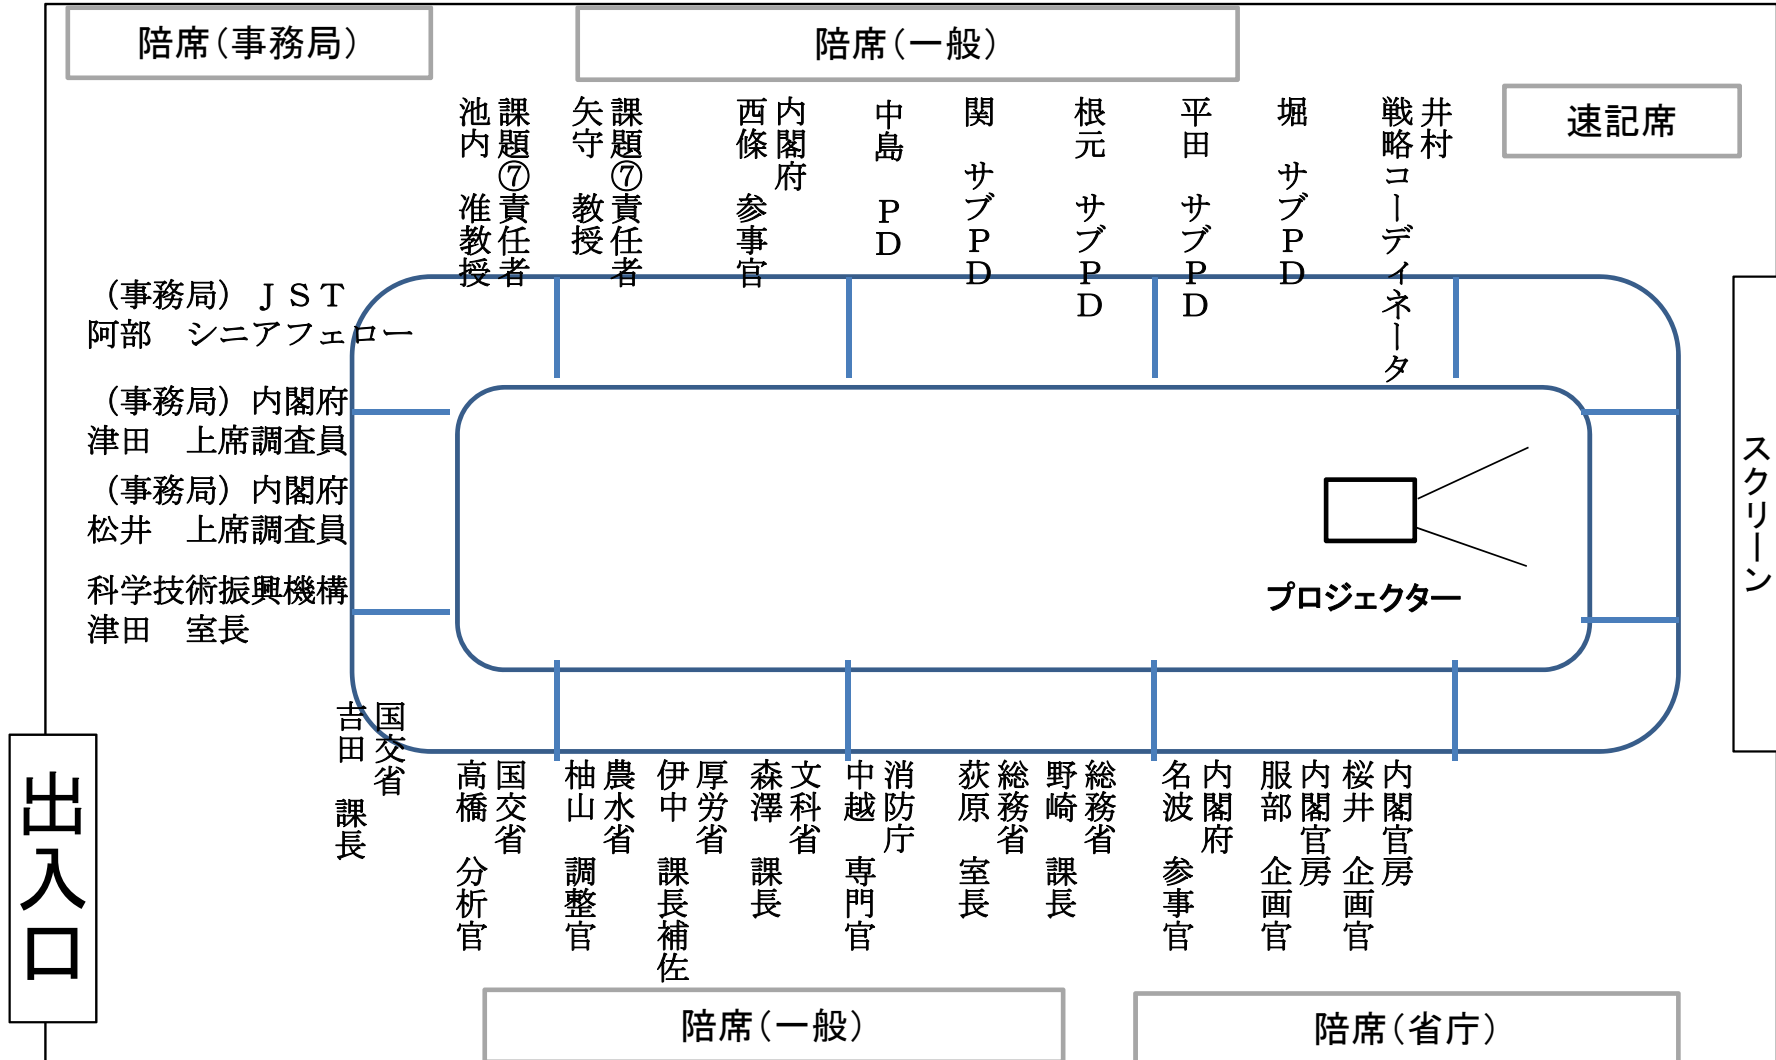 陪席（事務局）
陪席（一般）
速記席
井村
戦略コーディネータ
堀　サブＰＤ
平田　サブＰＤ
根元　サブＰＤ
関　サブＰＤ
中島　ＰＤ
内閣府
西條　参事官
課題⑦責任者
矢守　教授
課題⑦責任者
池内　准教授
（事務局）ＪＳＴ
阿部　シニアフェロー
（事務局）内閣府
津田　上席調査員
（事務局）内閣府
松井　上席調査員
科学技術振興機構
津田　室長
プロジェクター
スクリーン
出入口
内閣官房
桜井　企画官
内閣官房
服部　企画官
内閣府
名波　参事官
総務省
野崎　課長
総務省
荻原　室長
消防庁
中越　専門官
文科省
森澤　課長
厚労省
伊中　課長補佐
農水省
柚山　調整官
国交省
高橋　分析官
国交省
吉田　課長
陪席（一般）
陪席（省庁）